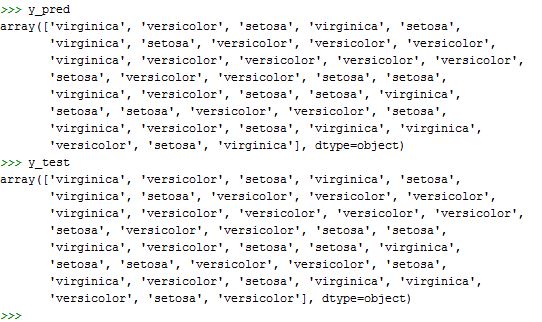 >>> y_pred
array(['virginica', 'versicolor', 'setosa', 'virginica', 'setosa',
'virginica', 'setosa', 'versicolor', 'versicolor', 'versicolor',
'virginica', 'versicolor', 'versicolor', 'versicolor', 'versicolor',
'setosa', 'versicolor', 'versicolor', 'setosa', 'setosa',
'virginica', 'versicolor', 'setosa', 'setosa', 'virginica',
'setosa', 'setosa', 'versicolor', 'versicolor', 'setosa',
'virginica', 'versicolor', 'setosa', 'virginica', 'virginica',
'versicolor', 'setosa', 'virginica'], dtype=object)
>>> y_test
array(['virginica', 'versicolor', 'setosa', 'virginica', 'setosa',
'virginica', 'setosa', 'versicolor', 'versicolor', 'versicolor',
'virginica', 'versicolor', 'versicolor', 'versicolor', 'versicolor',
'setosa', 'versicolor', 'versicolor', 'setosa', 'setosa',
'virginica', 'versicolor', 'setosa', 'setosa', 'virginica',
'setosa', 'setosa', 'versicolor', 'versicolor', 'setosa',
'virginica', 'versicolor', 'setosa', 'virginica', 'virginica',
'versicolor', 'setosa', 'versicolor'], dtype=object)
>>>